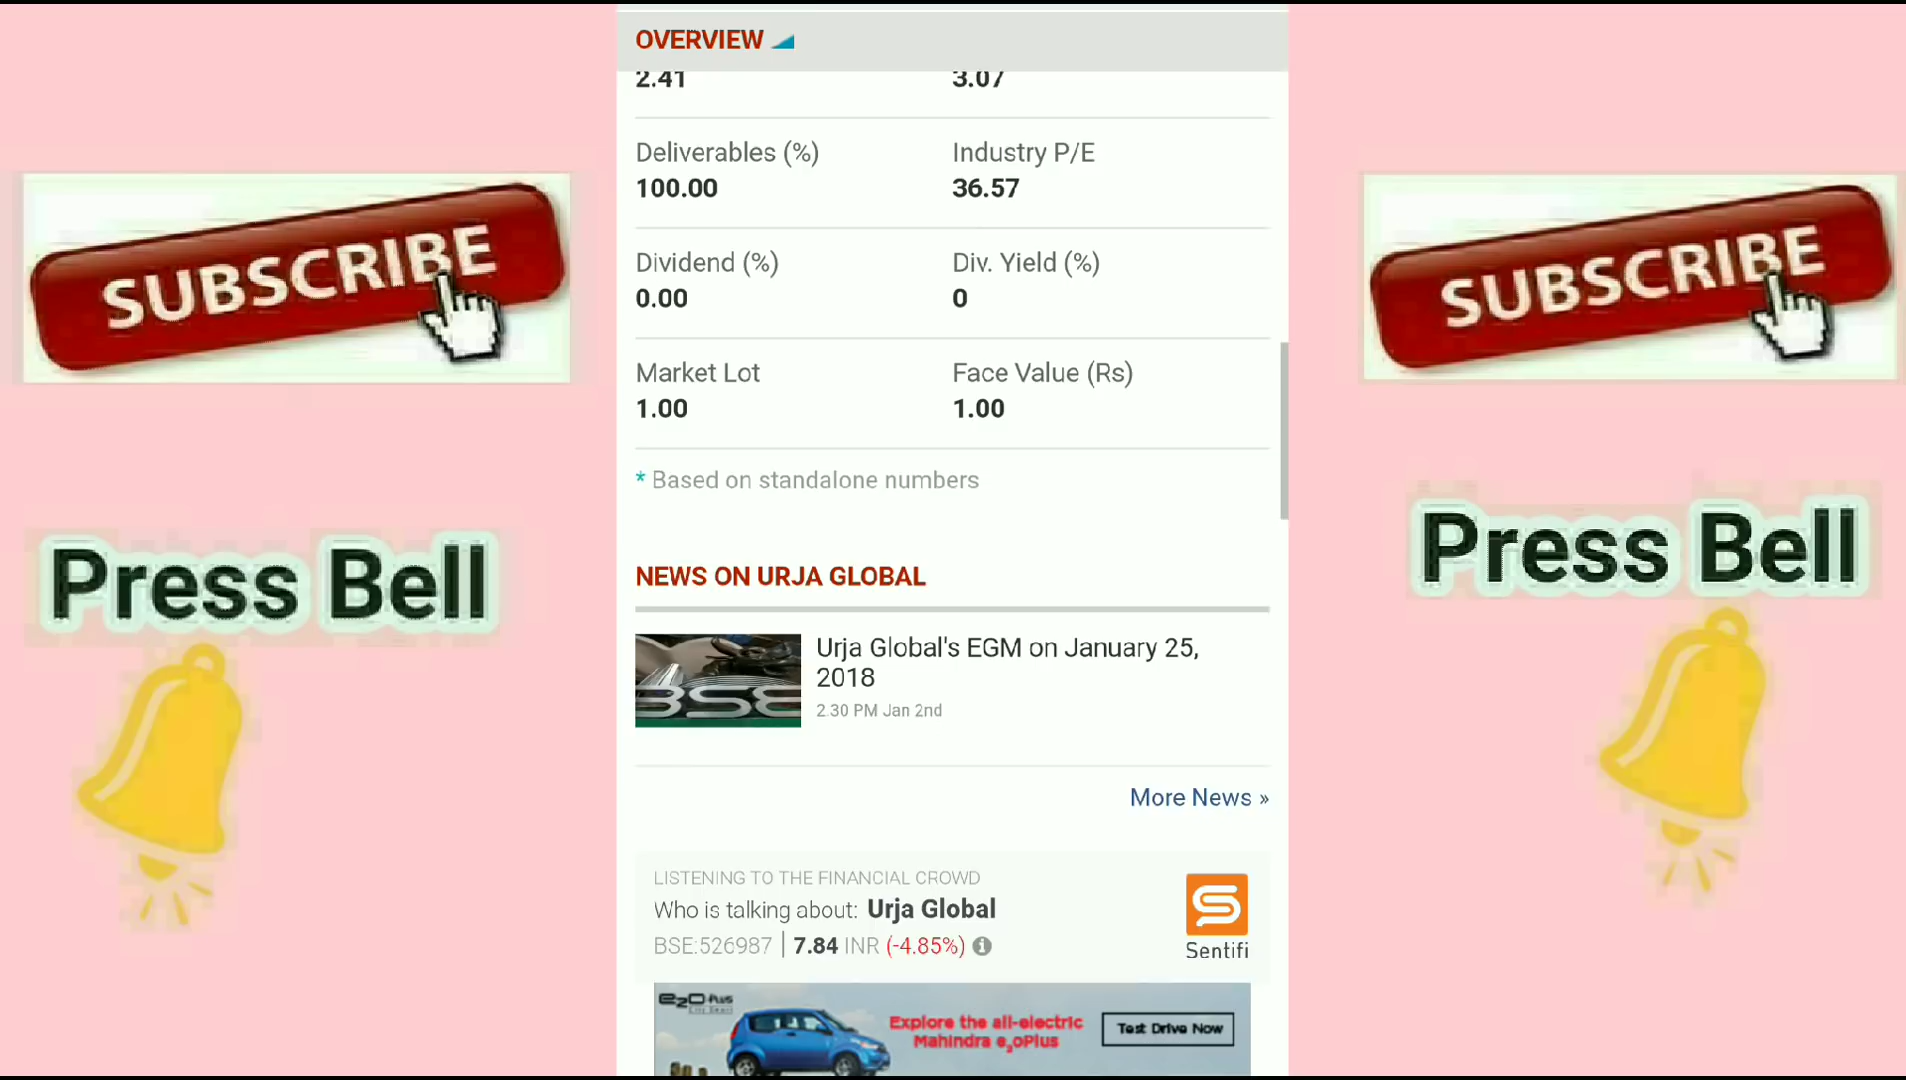 OVERVIEW
2.41 3.07
Deliverables (%) Industry P/E
100.00 36.57
Dividend (%) Div. Yield (%)
0.00 0
Market Lot Face Value (Rs)
1.00 1.00
* Based on standalone numbers
NEWS ON URJA GLOBAL
BSE
Urja Global's EGM on January 25,
2018
2.30 PM Jan 2nd
More News »
LISTENING TO THE FINANCIAL CROWD
Who is talking about: Urja Global
BSE:526987 | 7.84 INR (-4.85%)
Sentifi
e2O Plus
Explore the all-electric
Mahindra e2oPlus
Test Drive Now
SUBSCRIBE
Press Bell
SUBSCRIBE
Press Bell